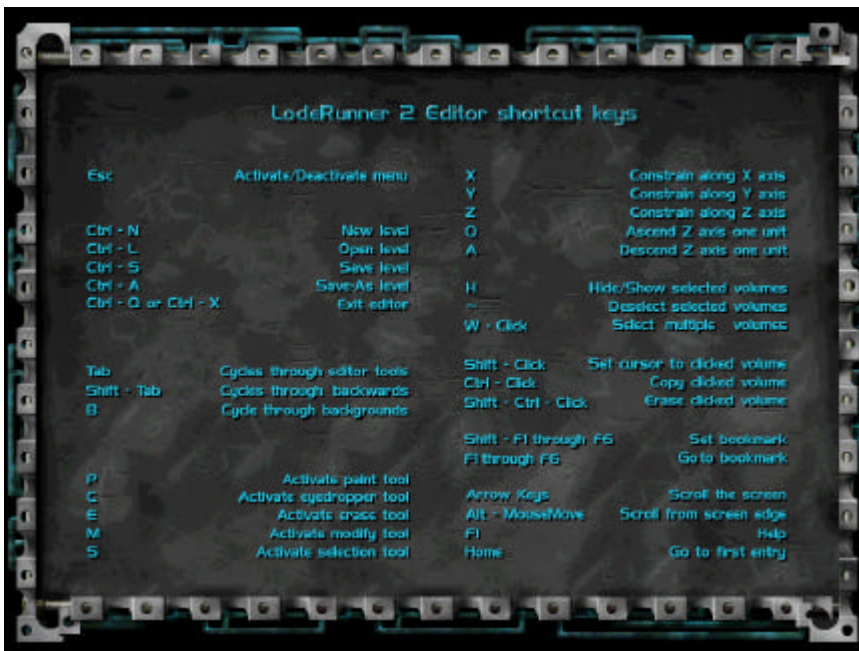 LodeRunner 2 Editor shortcut keys
Esc Activate/Deactivate menu
Ctrl - N New level
Ctrl - L Open level
Ctrl - S Save level
Ctrl - A Save-As level
Ctrl - Q or Ctrl - X Exit editor
Tab Cycles through editor tools
Shift - Tab Cycles through backwards
B Cycle through backgrounds
P Activate paint tool
C Activate eyedropper tool
E Activate erase tool
M Activate modify tool
S Activate selection tool
X Constrain along X axis
Y Constrain along Y axis
Z Constrain along Z axis
Q Ascend Z axis one unit
A Descend Z axis one unit
H Hide/Show selected volumes
~ Deselect selected volumes
W - Click Select multiple volumes
Shift - Click Set cursor to clicked volume
Ctrl - Click Copy clicked volume
Shift - Ctrl - Click Erase clicked volume
Shift - F1 through F6 Set bookmark
F1 through F6 Goto bookmark
Arrow Keys Scroll the screen
Alt - MouseMove Scroll from screen edge
F1 Help
Home Go to first entry